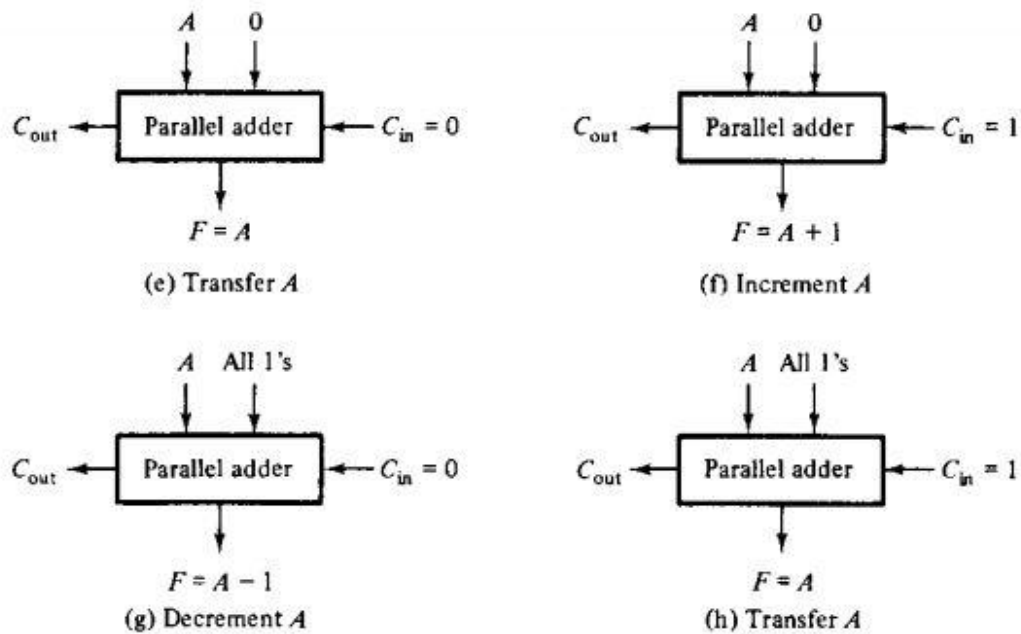 A 0
C_out Parallel adder C_in = 0
F = A
(e) Transfer A
A 0
C_out Parallel adder C_in = 1
F = A + 1
(f) Increment A
A All 1's
C_out Parallel adder C_in = 0
F = A − 1
(g) Decrement A
A All 1's
C_out Parallel adder C_in = 1
F = A
(h) Transfer A